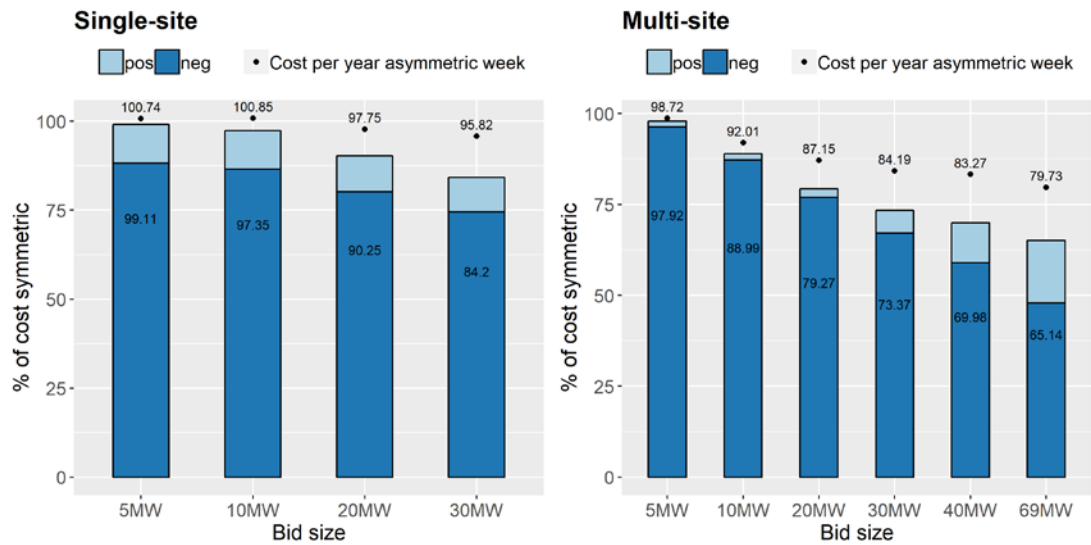 Single-site
pos neg Cost per year asymmetric week
% of cost symmetric
100
75
50
25
0
100.74 100.85 97.75 95.82
99.11 97.35 90.25 84.2
5MW 10MW 20MW 30MW
Bid size
Multi-site
pos neg Cost per year asymmetric week
% of cost symmetric
100
75
50
25
0
98.72 92.01 87.15 84.19 83.27 79.73
97.92 88.99 79.27 73.37 69.98 65.14
5MW 10MW 20MW 30MW 40MW 69MW
Bid size